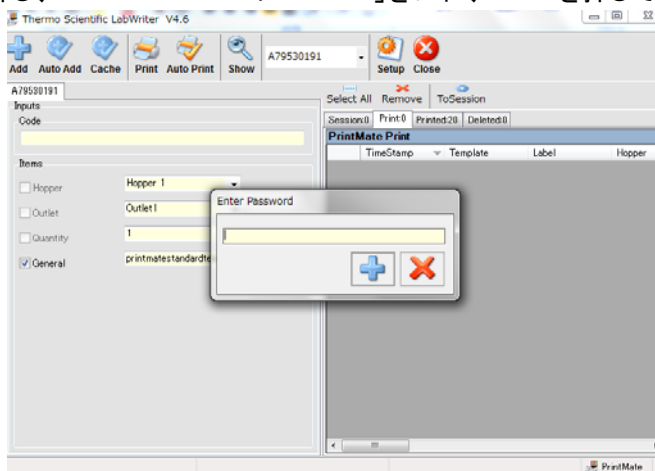 Thermo Scientific LabWriter V4.6
Add Auto Add Cache Print Auto Print Show A79530191 Setup Close
A79530191
Inputs
Code
Items
Hopper Hopper 1
Outlet Outlet1
Quantity 1
General printmatestandardte
Select All Remove ToSession
Session:0 Print:0 Printed:20 Deleted:0
PrintMate Print
TimeStamp Template Label Hopper
Enter Password
PrintMate